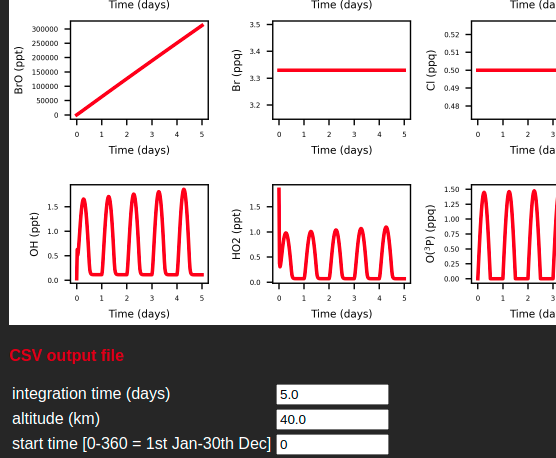 Time (days) Time (days) Time (da
BrO (ppt)
300000
250000
200000
150000
100000
50000
0
0 1 2 3 4 5
Time (days)
Br (ppq)
3.5
3.4
3.3
3.2
0 1 2 3 4 5
Time (days)
Cl (ppq)
0.52
0.51
0.50
0.49
0.48
0 1 2 3
Time (da
OH (ppt)
1.5
1.0
0.5
0.0
0 1 2 3 4 5
Time (days)
HO2 (ppt)
1.5
1.0
0.5
0.0
0 1 2 3 4 5
Time (days)
O(³P) (ppq)
1.50
1.25
1.00
0.75
0.50
0.25
0.00
0 1 2 3
Time (da
CSV output file
integration time (days) 5.0
altitude (km) 40.0
start time [0-360 = 1st Jan-30th Dec] 0